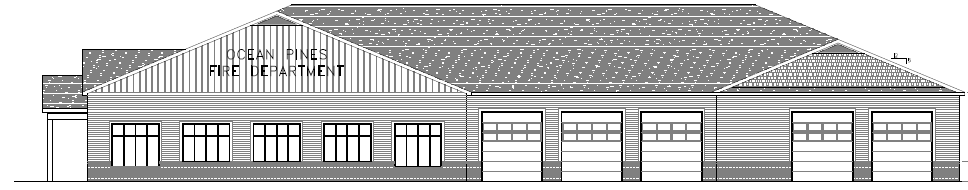 OCEAN PINES
FIRE DEPARTMENT